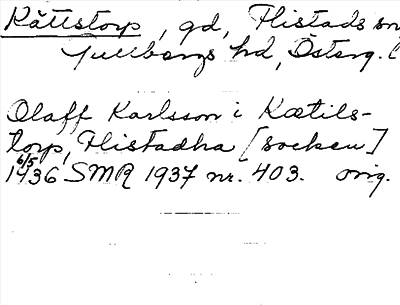 Kättstorp, gd, Flistads sn
Gullbergs hd, Österg. l
Olaff Karlsson i Kætils-
torp, Flistadha [socken]
6/5
1436 SMR 1937 nr. 403. orig.